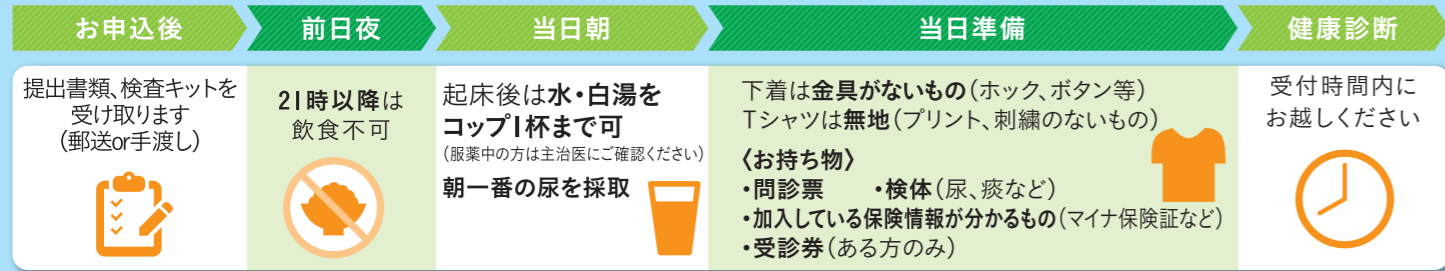 お申込後
前日夜
当日朝
当日準備
健康診断
提出書類、検査キットを
受け取ります
(郵送or手渡し)
21時以降は
飲食不可
起床後は水・白湯を
コップ1杯まで可
(服薬中の方は主治医にご確認ください)
朝一番の尿を採取
下着は金具がないもの(ホック、ボタン等)
Tシャツは無地(プリント、刺繍のないもの)
〈お持ち物〉
・問診票 ・検体(尿、痰など)
・加入している保険情報が分かるもの(マイナ保険証など)
・受診券(ある方のみ)
受付時間内に
お越しください